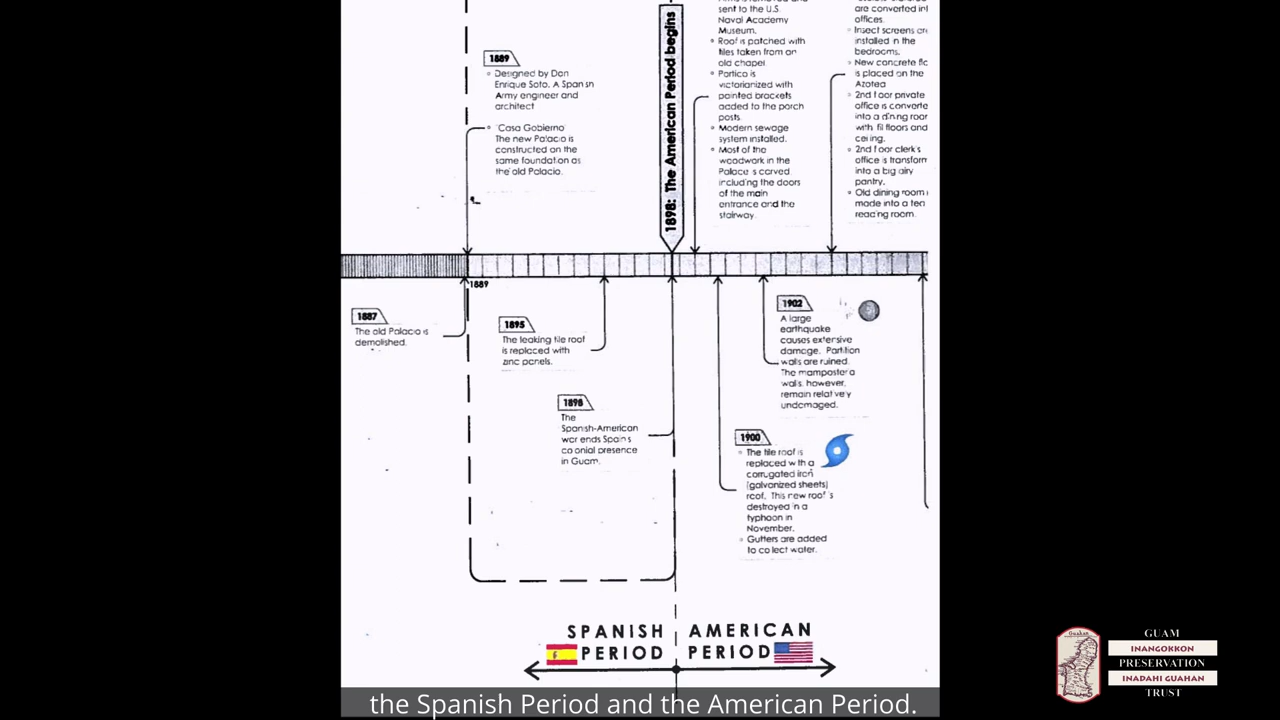 1889
Designed by Don
Enrique Soto, A Spanish
Army engineer and
architect
"Casa Gobierno"
The new Palacio is
constructed on the
same foundation as
the old Palacio.
1898: The American Period begins
sent to the U.S.
Naval Academy
Museum.
Roof is patched with
tiles taken from an
old chapel
Portico is
victorianized with
painted brackets
added to the porch
posts
Modern sewage
system installed.
Most of the
woodwork in the
Palace is carved
including the doors
of the main
entrance and the
stairway.
are converted
offices.
Insect screens are
installed in the
bedrooms.
New concrete
is placed on the
Azotea
2nd floor private
office is converte
into a dining room
with floors and
ceiling.
2nd floor clerk's
office is transform
into a big airy
pantry.
Old dining room
made into a
reading room.
1889
1887
The old Palacio is
demolished.
1895
The leaking tile roof
is replaced with
zinc panels.
1898
The
Spanish-American
war ends Spain's
colonial presence
in Guam.
1902
A large
earthquake
causes extensive
damage. Partition
walls are ruined.
The mamposteria
walls, however,
remain relatively
undamaged.
1900
The tile roof is
replaced with a
corrugated iron
(galvanized sheets)
roof. This new roof is
destroyed in a
typhoon in
November.
Gutters are added
to collect water.
SPANISH
PERIOD
AMERICAN
PERIOD
the Spanish Period and the American Period.
Guahan
GUAM
INANGOKKON
PRESERVATION
INADAHI GUAHAN
TRUST